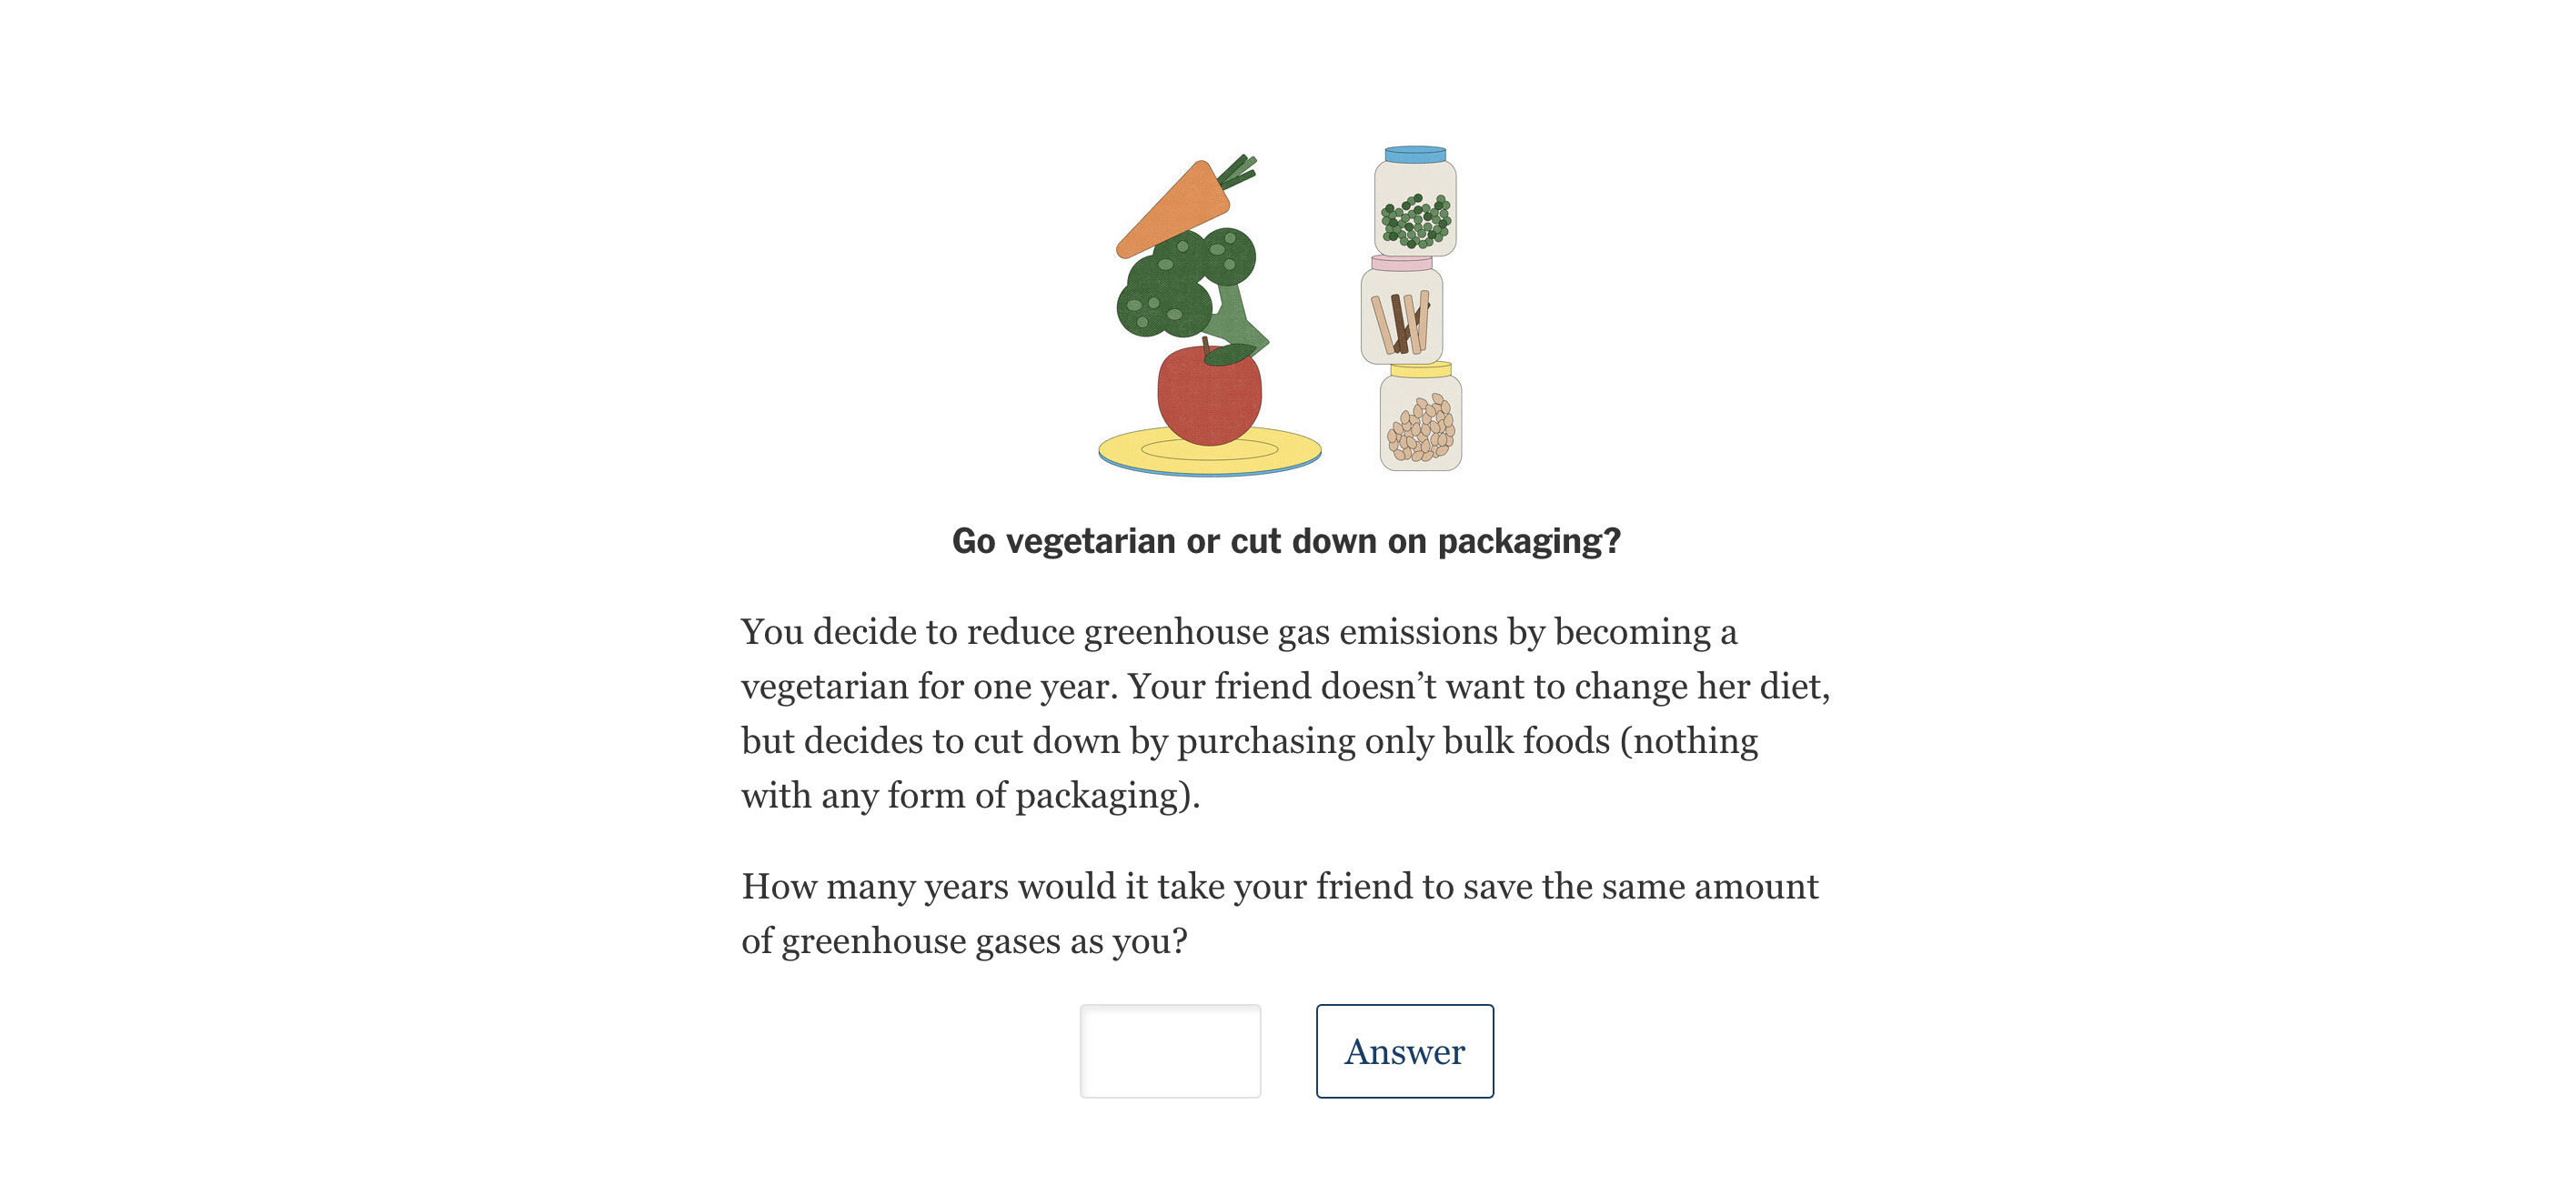 Go vegetarian or cut down on packaging?
You decide to reduce greenhouse gas emissions by becoming a
vegetarian for one year. Your friend doesn’t want to change her diet,
but decides to cut down by purchasing only bulk foods (nothing
with any form of packaging).
How many years would it take your friend to save the same amount
of greenhouse gases as you?
Answer